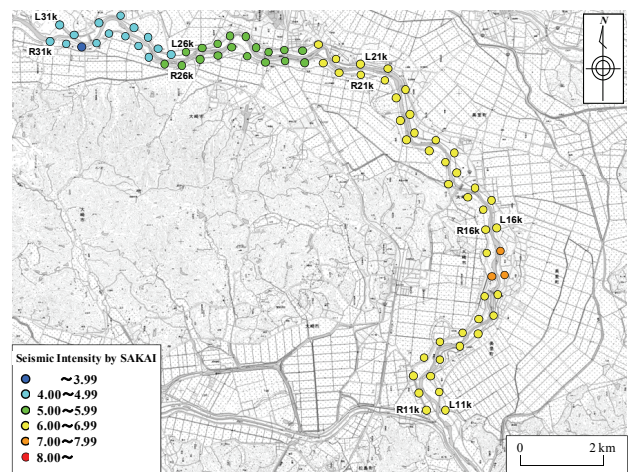 L31k
R31k
L26k
R26k
L21k
R21k
N
L16k
R16k
Seismic Intensity by SAKAI
～3.99
4.00～4.99
5.00～5.99
6.00～6.99
7.00～7.99
8.00～
R11k
L11k
0
2 km